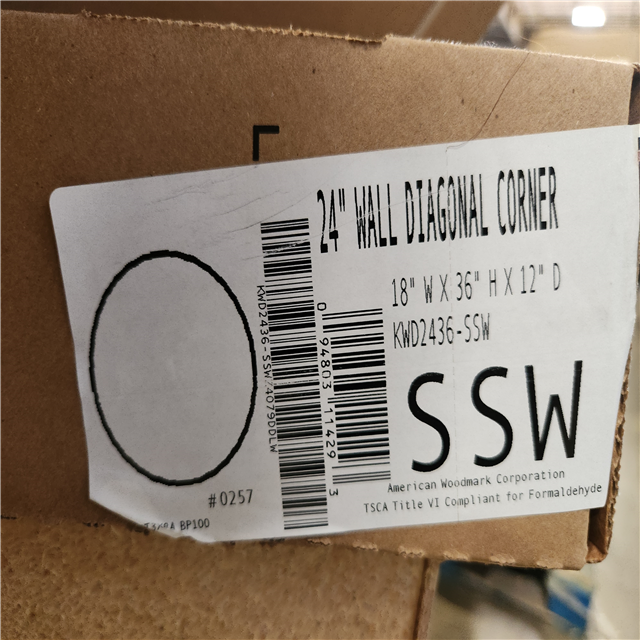 24" WALL DIAGONAL CORNER
18" W X 36" H X 12" D
KWD2436-SSW
SSW
KWD2436-SSW/4079DDLW
0 94803 11429 3
American Woodmark Corporation
TSCA Title VI Compliant for Formaldehyde
#0257
BP100